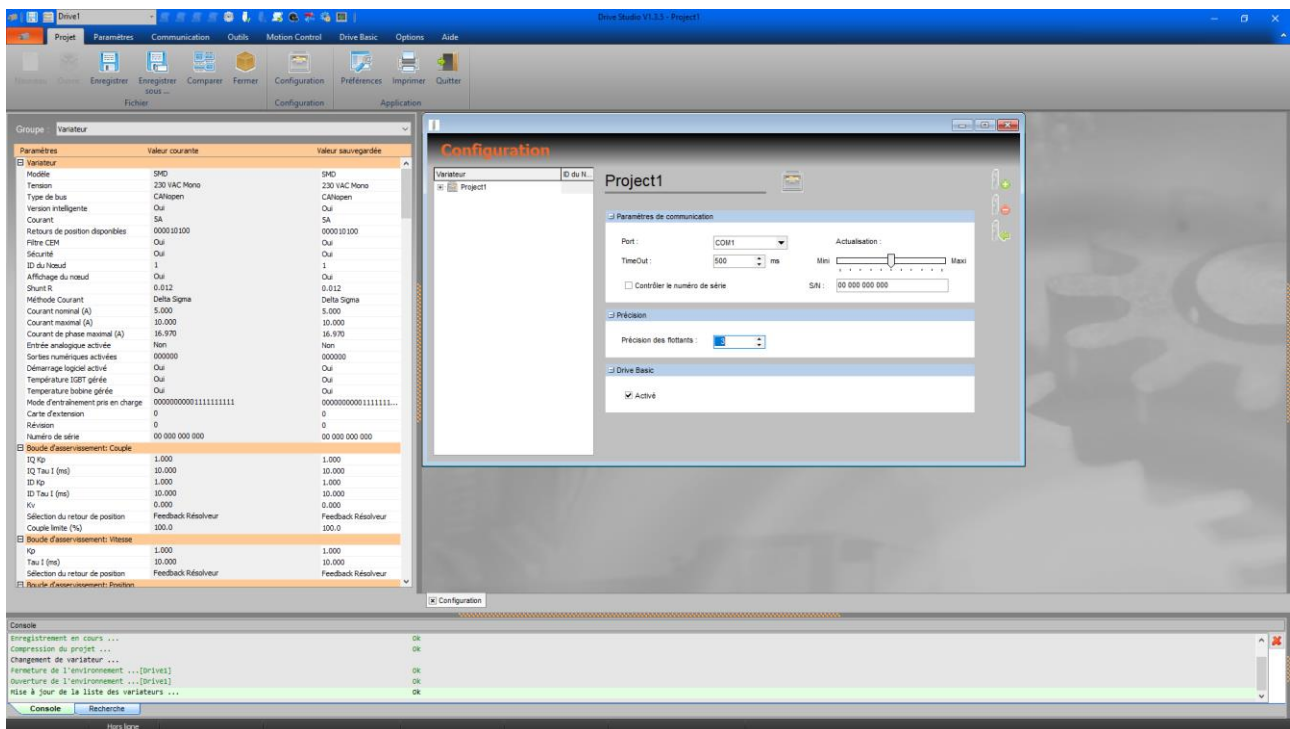 Drive1
Drive Studio V1.3.5 - Project1
Projet Paramètres Communication Outils Motion Control Drive Basic Options Aide
Enregistrer Enregistrer sous ... Comparer Fermer Configuration Préférences Imprimer Quitter
Fichier Configuration Application
Groupe : Variateur
Paramètres Valeur courante Valeur sauvegardée
Variateur
Modèle SMD SMD
Tension 230 VAC Mono 230 VAC Mono
Type de bus CANopen CANopen
Version intelligente Oui Oui
Courant 5A 5A
Retours de position disponibles 000010100 000010100
Filtre CEM Oui Oui
Sécurité Oui Oui
ID du Nœud 1 1
Affichage du nœud Oui Oui
Shunt R 0.012 0.012
Méthode Courant Delta Sigma Delta Sigma
Courant nominal (A) 5.000 5.000
Courant maximal (A) 10.000 10.000
Courant de phase maximal (A) 16.970 16.970
Entrée analogique activée Non Non
Sorties numériques activées 000000 000000
Démarrage logiciel activé Oui Oui
Température IGBT gérée Oui Oui
Temperature bobine gérée Oui Oui
Mode d'entraînement pris en charge
Carte d'extension 0 0
Révision 0 0
Numéro de série 00 000 000 000 00 000 000 000
Boucle d'asservissement: Couple
IQ Kp 1.000 1.000
IQ Tau I (ms) 10.000 10.000
ID Kp 1.000 1.000
ID Tau I (ms) 10.000 10.000
Kv 0.000 0.000
Sélection du retour de position Feedback Résolveur Feedback Résolveur
Couple limite (%) 100.0 100.0
Boucle d'asservissement: Vitesse
Kp 1.000 1.000
Tau I (ms) 10.000 10.000
Sélection du retour de position Feedback Résolveur Feedback Résolveur
Boucle d'asservissement: Position
Configuration
Variateur ID du N...
Project1
Project1
Paramètres de communication
Port : COM1 Actualisation :
TimeOut : 500 ms Mini Maxi
Contrôler le numéro de série S/N : 00 000 000 000
Précision
Précision des flottants : 3
Drive Basic
Activé
Configuration
Console
Enregistrement en cours ... Ok
Compression du projet ... Ok
Changement de variateur ...
Fermeture de l'environnement ...[Drive1] Ok
Ouverture de l'environnement ...[Drive1] Ok
Mise à jour de la liste des variateurs ... Ok
Console Recherche
Hors ligne